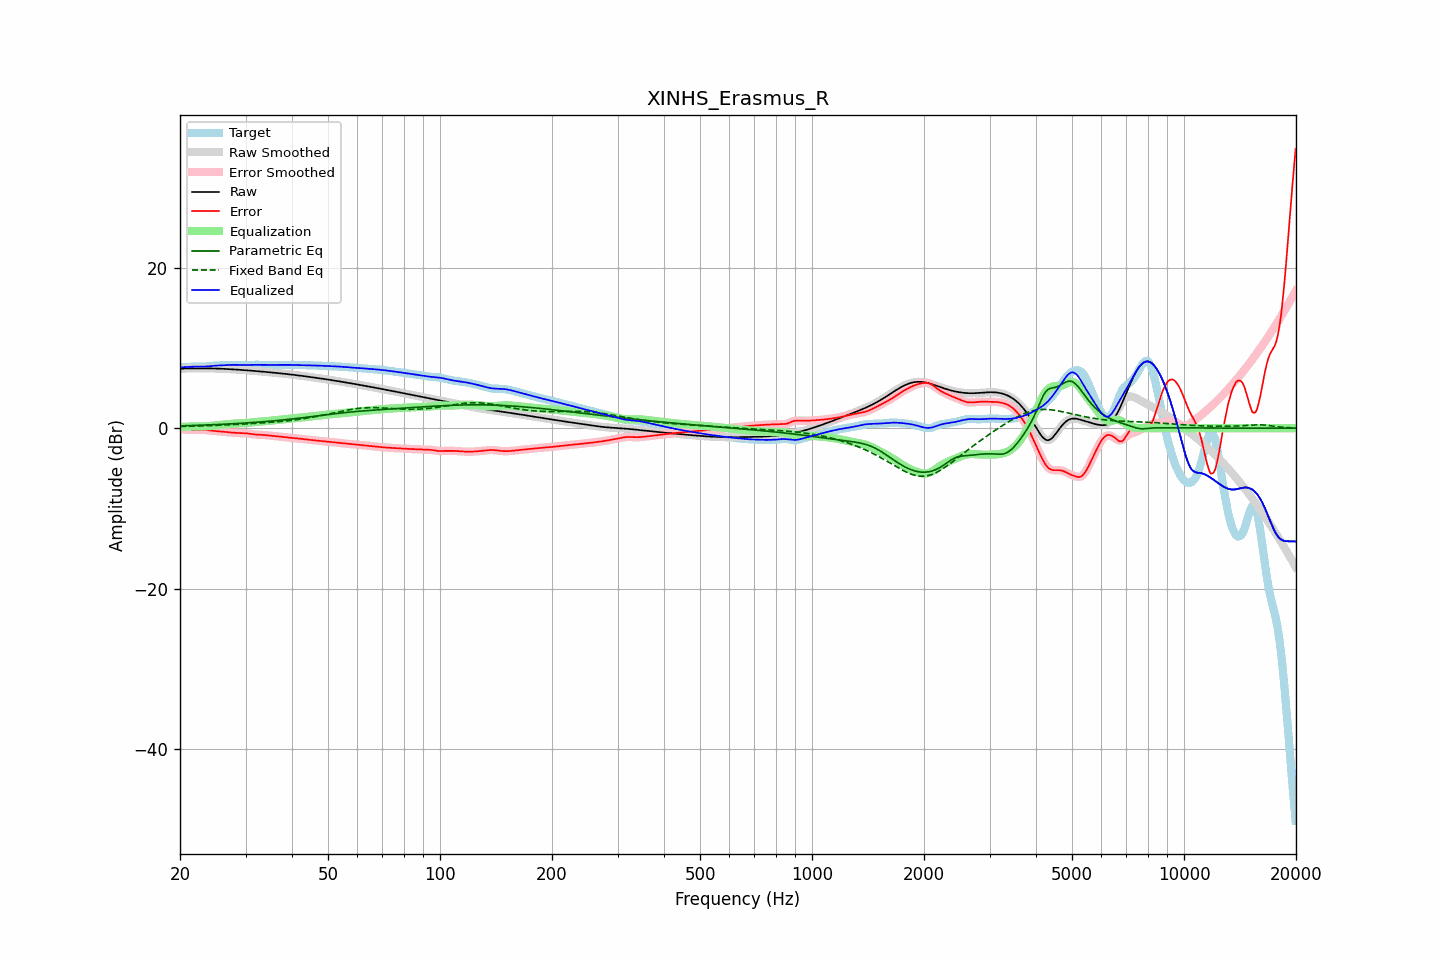 XINHS_Erasmus_R
Target
Raw Smoothed
Error Smoothed
Raw
Error
Equalization
Parametric Eq
Fixed Band Eq
Equalized
20
0
−20
−40
Amplitude (dBr)
20 50 100 200 500 1000 2000 5000 10000 20000
Frequency (Hz)